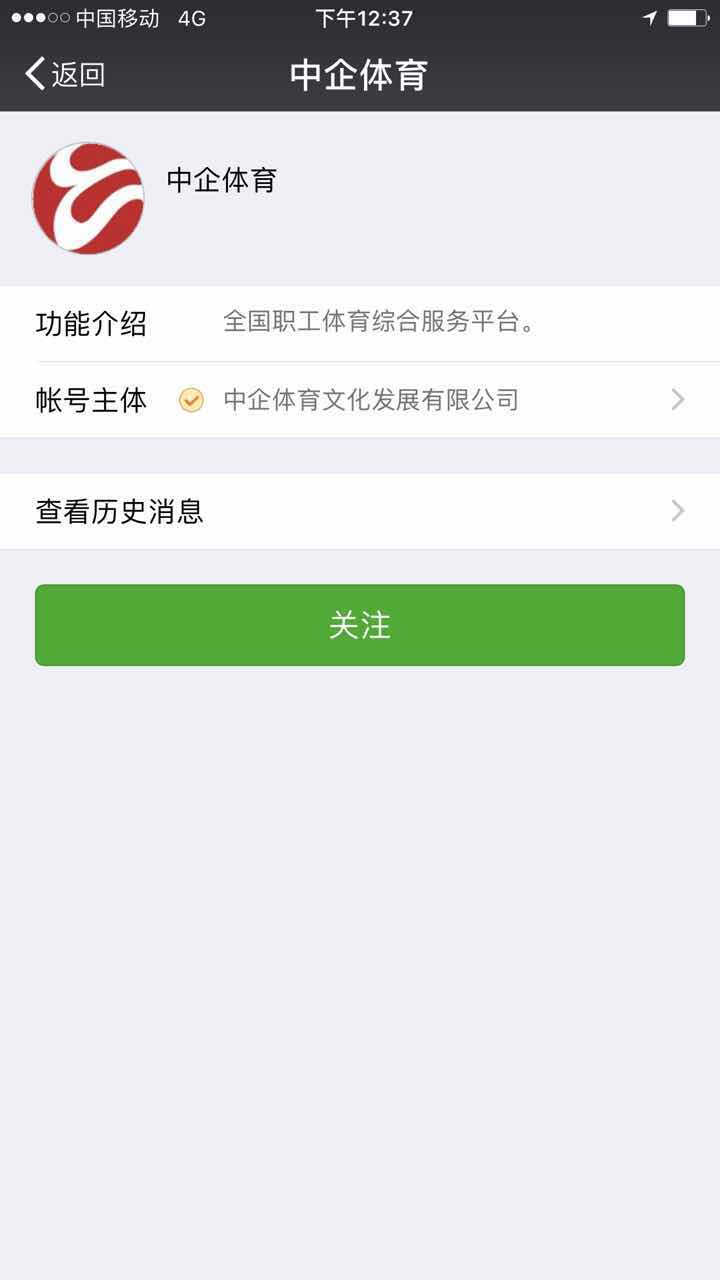 中国移动 4G 下午12:37
返回 中企体育
中企体育
功能介绍 全国职工体育综合服务平台。
帐号主体 中企体育文化发展有限公司
查看历史消息
关注